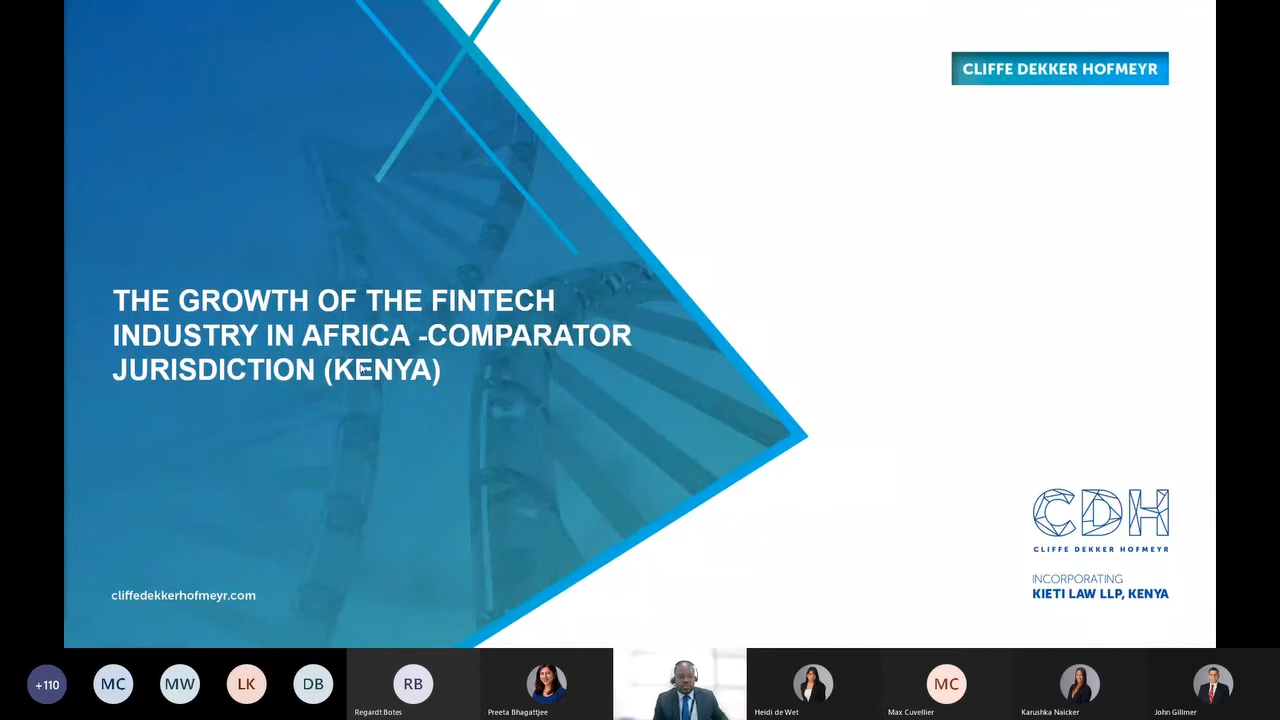 CLIFFE DEKKER HOFMEYR
THE GROWTH OF THE FINTECH
INDUSTRY IN AFRICA -COMPARATOR
JURISDICTION (KENYA)
CDH
CLIFFE DEKKER HOFMEYR
INCORPORATING
KIETI LAW LLP, KENYA
cliffedekkerhofmeyr.com
+110
MC
MW
LK
DB
RB
Regardt Botes
Preeta Bhagattjee
Heidi de Wet
MC
Max Cuvellier
Karushka Naicker
John Gillmer